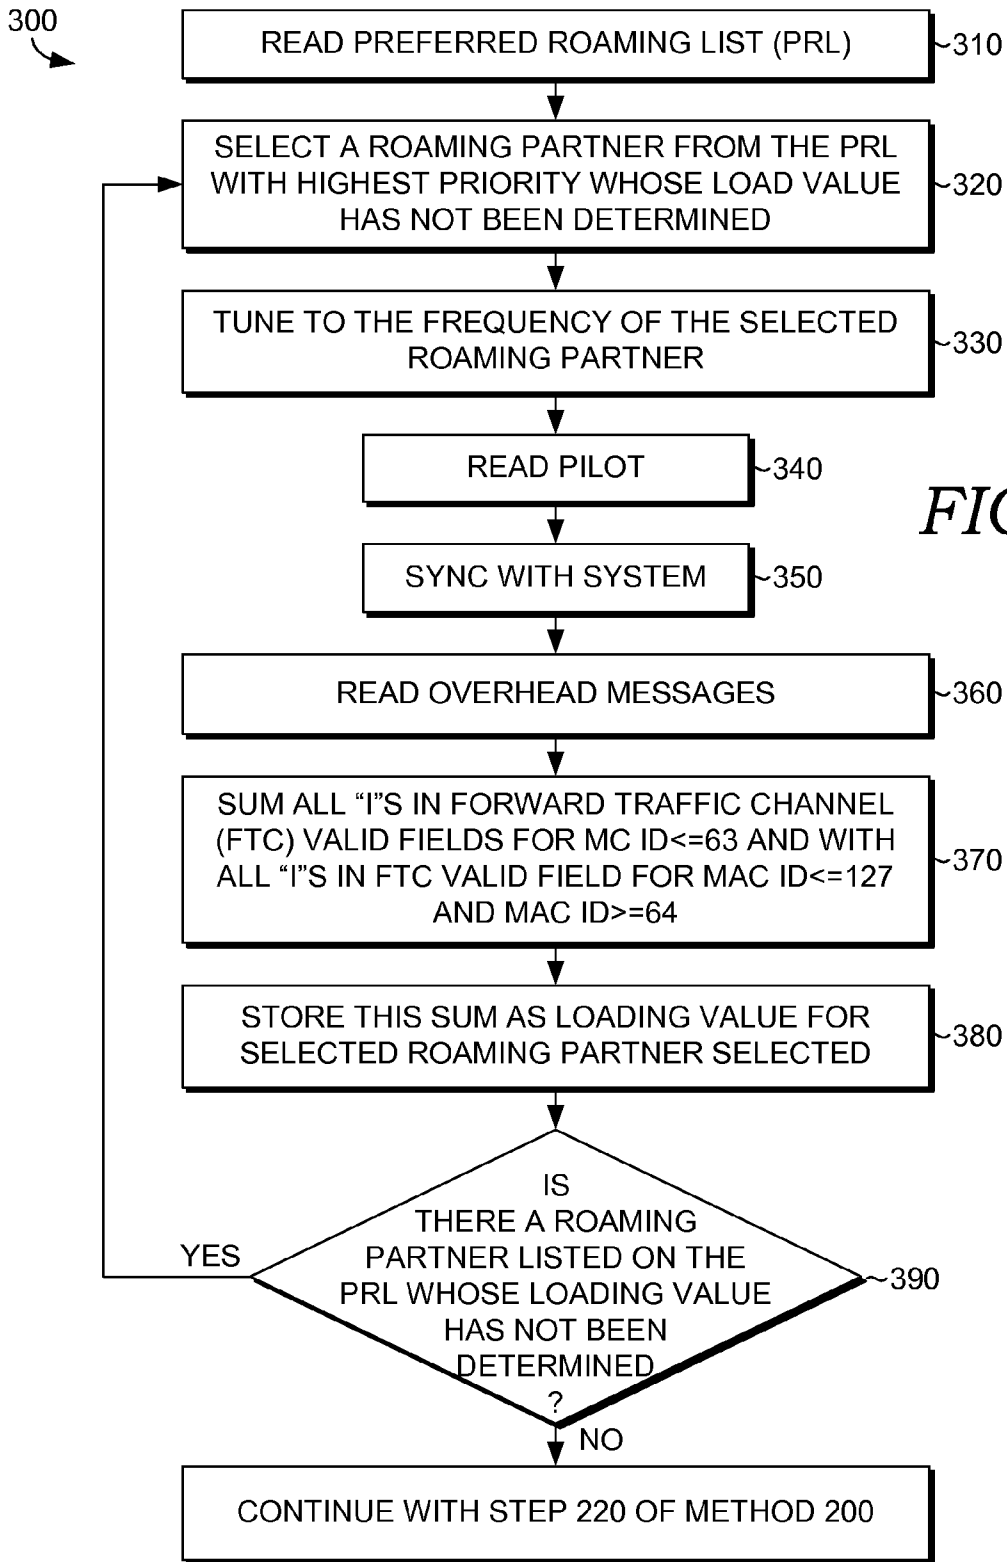 300
READ PREFERRED ROAMING LIST (PRL)
310
SELECT A ROAMING PARTNER FROM THE PRL
WITH HIGHEST PRIORITY WHOSE LOAD VALUE
HAS NOT BEEN DETERMINED
320
TUNE TO THE FREQUENCY OF THE SELECTED
ROAMING PARTNER
330
READ PILOT
340
FIG
SYNC WITH SYSTEM
350
READ OVERHEAD MESSAGES
360
SUM ALL “I”S IN FORWARD TRAFFIC CHANNEL
(FTC) VALID FIELDS FOR MC ID<=63 AND WITH
ALL “I”S IN FTC VALID FIELD FOR MAC ID<=127
AND MAC ID>=64
370
STORE THIS SUM AS LOADING VALUE FOR
SELECTED ROAMING PARTNER SELECTED
380
IS
THERE A ROAMING
PARTNER LISTED ON THE
PRL WHOSE LOADING VALUE
HAS NOT BEEN
DETERMINED
?
390
YES
NO
CONTINUE WITH STEP 220 OF METHOD 200